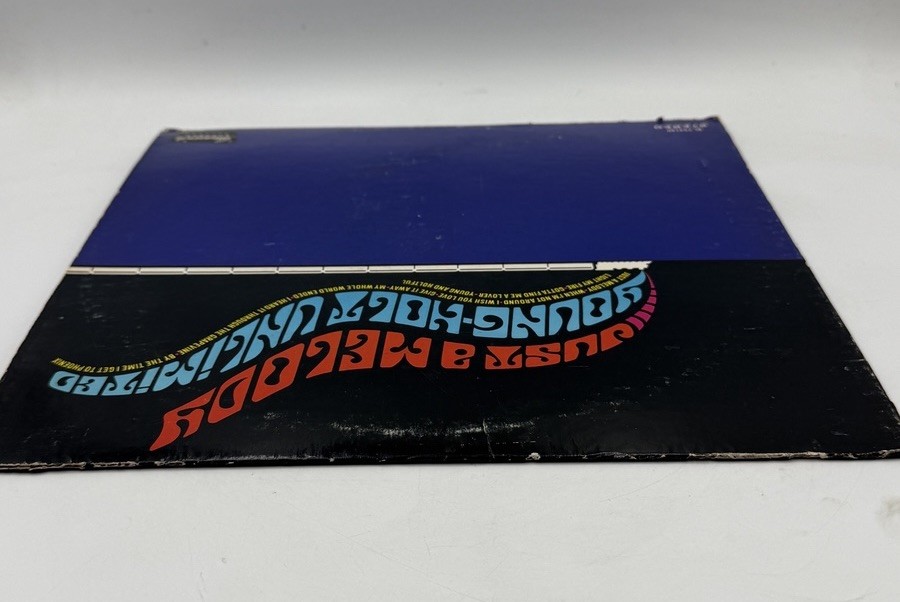 JUST A MELODY
YOUNG-HOLT UNLIMITED
JUST A MELODY·WHEN I'M NOT AROUND·I WISH YOU LOVE·GIVE IT AWAY·MY WHOLE WORLD ENDED·I HEARD IT THROUGH THE GRAPEVINE·BY THE TIME I GET TO PHOENIX
LIGHT MY FIRE·GOTTA FIND ME A LOVER·YOUNG AND HOLTFUL